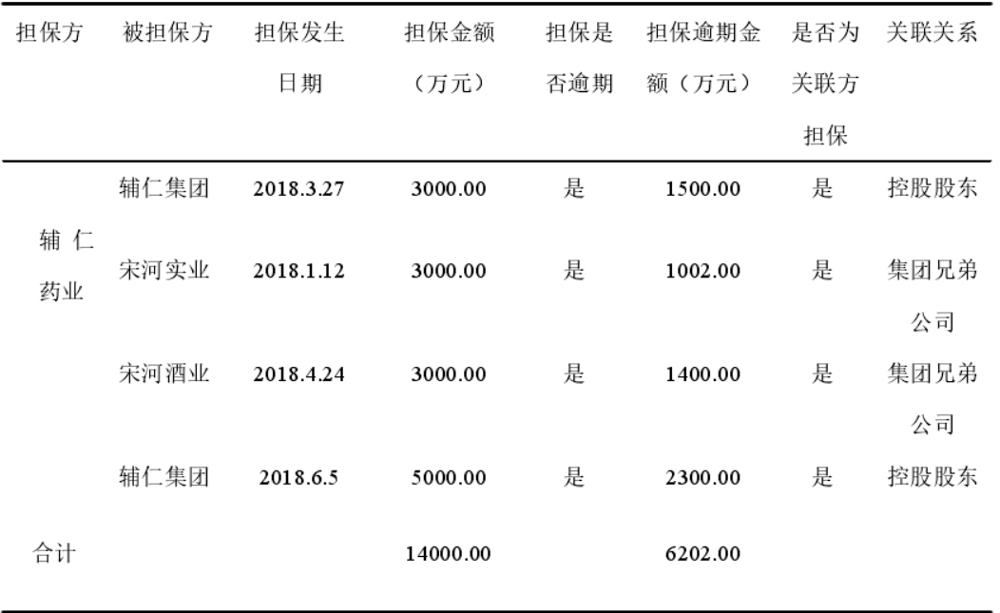 担保方 被担保方 担保发生 担保金额 担保是 担保逾期金 是否为 关联关系
日期 （万元） 否逾期 额（万元） 关联方
担保
辅仁集团 2018.3.27 3000.00 是 1500.00 是 控股股东
辅 仁
宋河实业 2018.1.12 3000.00 是 1002.00 是 集团兄弟
药业
公司
宋河酒业 2018.4.24 3000.00 是 1400.00 是 集团兄弟
公司
辅仁集团 2018.6.5 5000.00 是 2300.00 是 控股股东
合计 14000.00 6202.00